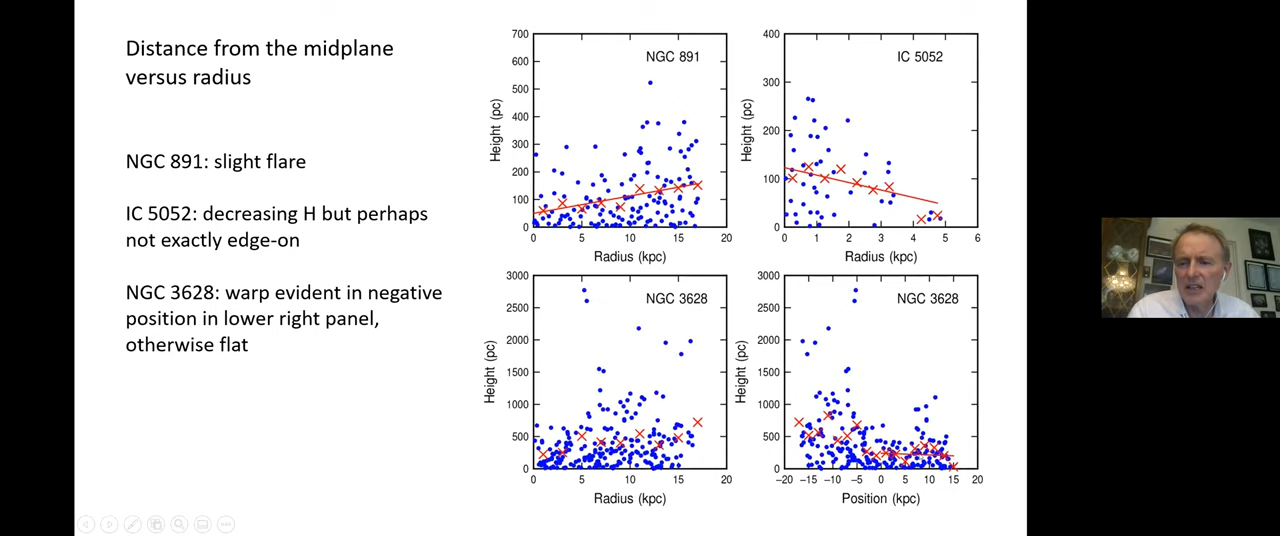 Distance from the midplane
versus radius
NGC 891: slight flare
IC 5052: decreasing H but perhaps
not exactly edge-on
NGC 3628: warp evident in negative
position in lower right panel,
otherwise flat
NGC 891
700
600
500
400
300
200
100
0
Height (pc)
0 5 10 15 20
Radius (kpc)
IC 5052
400
300
200
100
0
Height (pc)
0 1 2 3 4 5 6
Radius (kpc)
NGC 3628
3000
2500
2000
1500
1000
500
0
Height (pc)
0 5 10 15 20
Radius (kpc)
NGC 3628
3000
2500
2000
1500
1000
500
0
Height (pc)
−20 −15 −10 −5 0 5 10 15 20
Position (kpc)